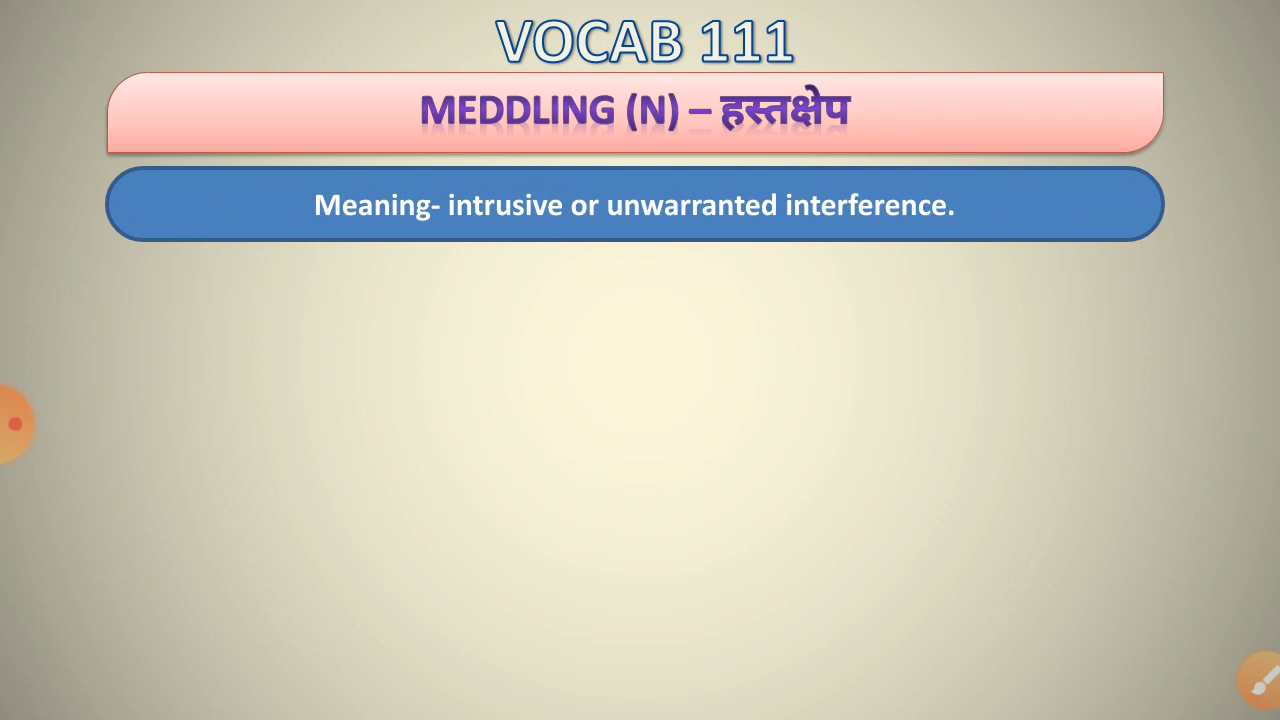 VOCAB 111
MEDDLING (N) – हस्तक्षेप
Meaning- intrusive or unwarranted interference.